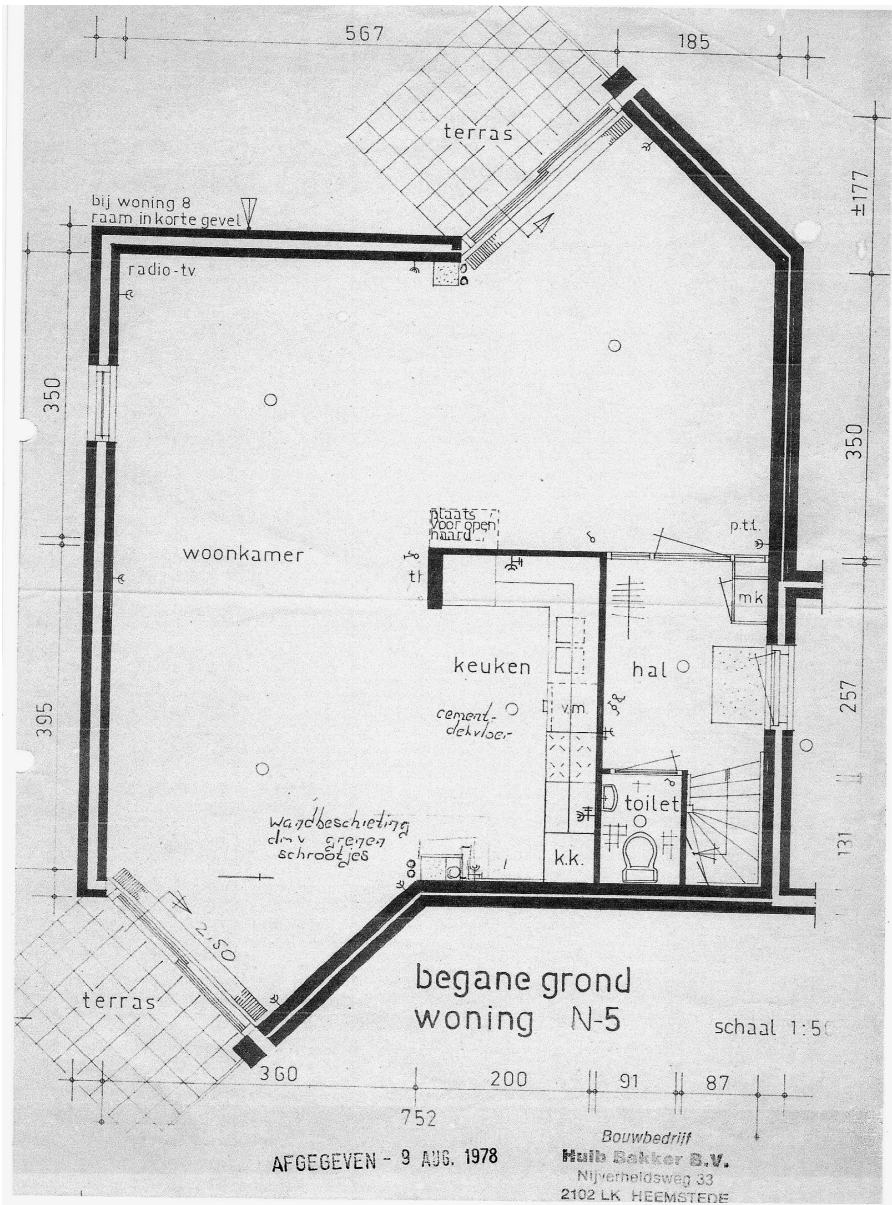 567
185
terras
±177
bij woning 8
raam in korte gevel
radio-tv
350
350
plaats
voor open
haard
p.t.t.
woonkamer
mk
keuken
hal
v.m.
cement-
dekvloer
257
395
toilet
wandbeschieting
dmv grenen
schrootjes
k.k.
131
2,50
begane grond
woning N-5
schaal 1:50
terras
360
200
91
87
752
AFGEGEVEN - 9 AUG. 1978
Bouwbedrijf
Huib Bakker B.V.
Nijverheidsweg 33
2102 LK HEEMSTEDE